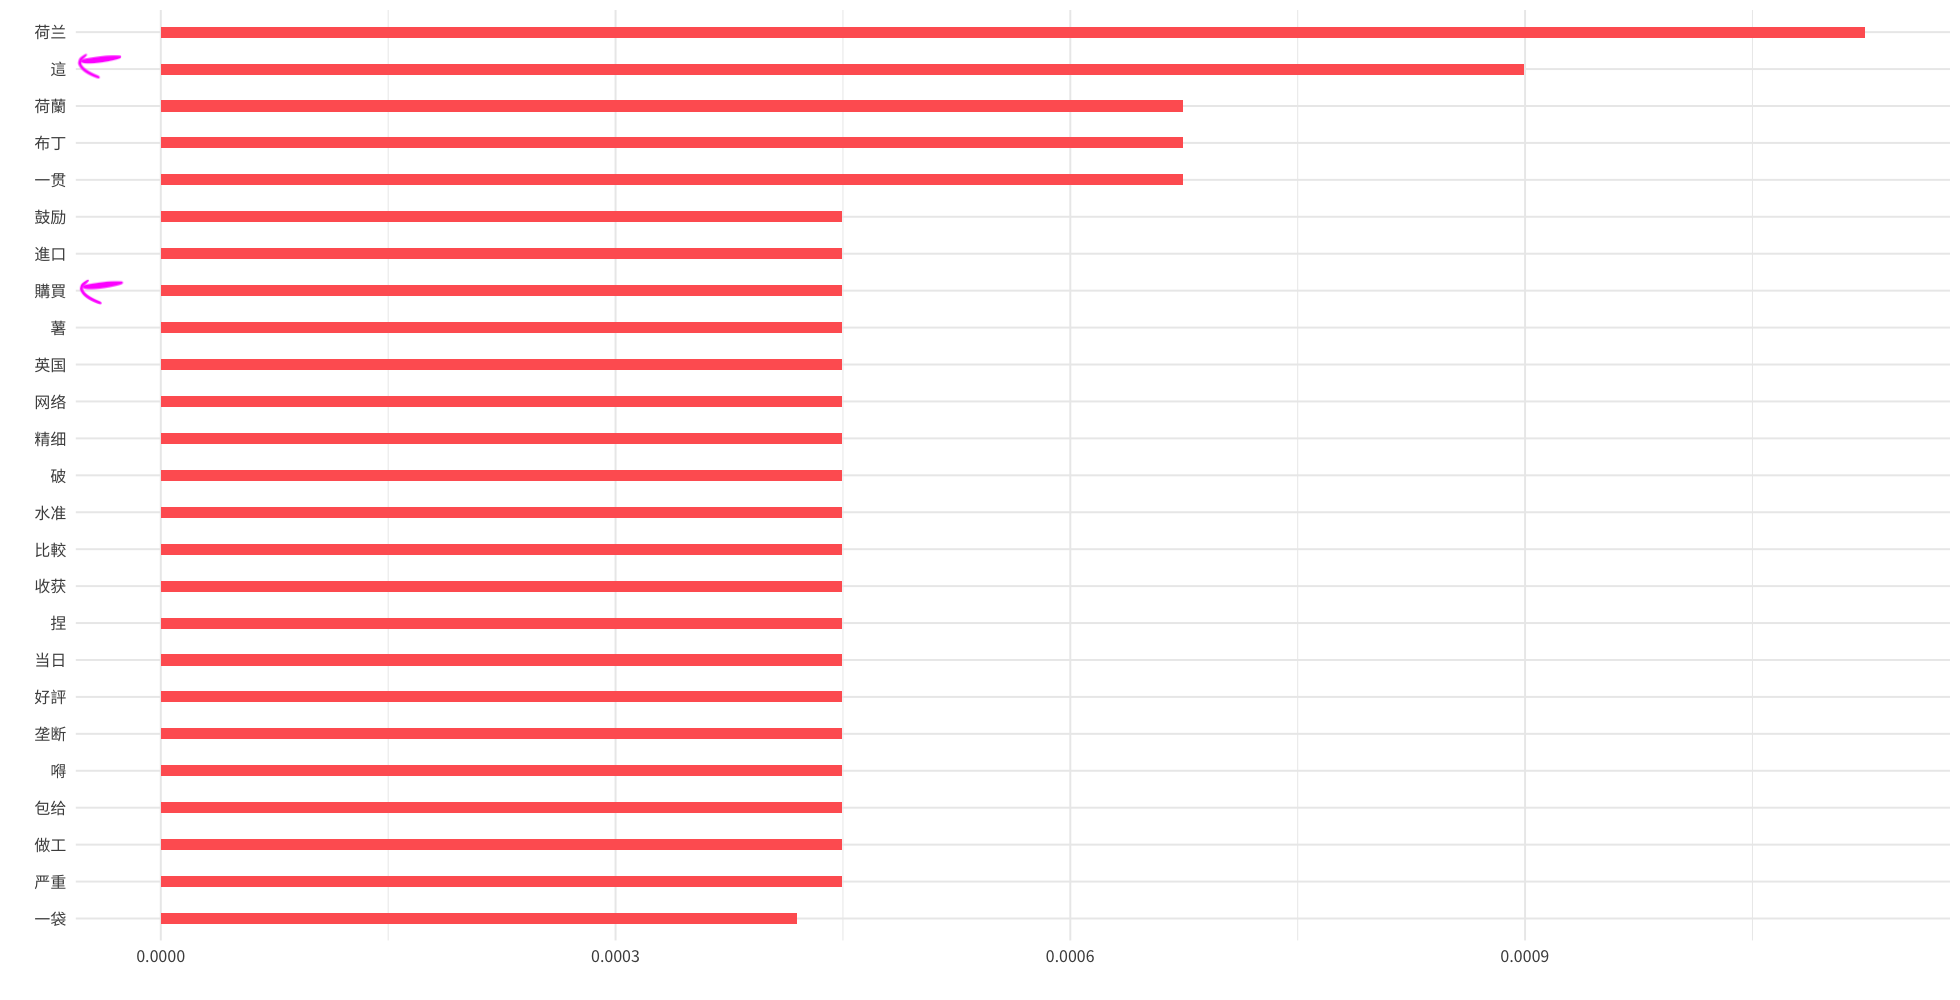 荷兰
這
荷蘭
布丁
一贯
鼓励
進口
購買
薯
英国
网络
精细
破
水准
比較
收获
捏
当日
好評
垄断
嘚
包给
做工
严重
一袋
0.0000 0.0003 0.0006 0.0009